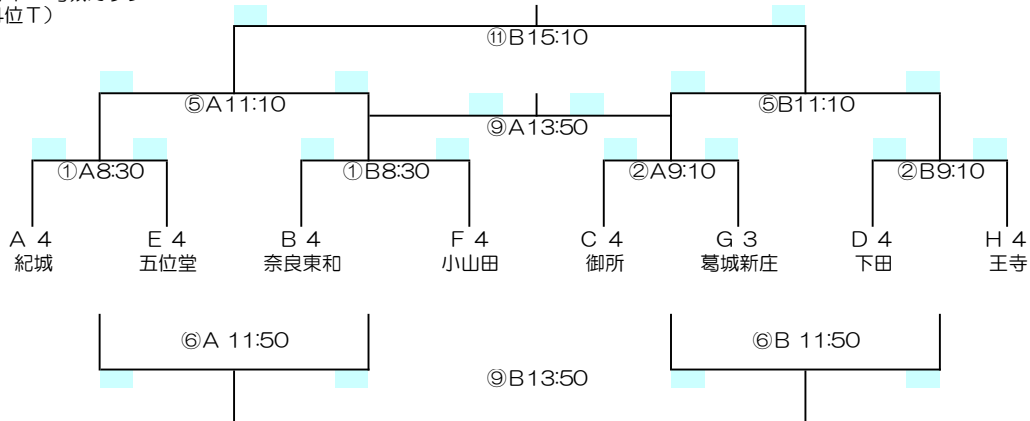 4位T）
⑪B15:10
⑤A11:10
⑤B11:10
⑨A13:50
①A8:30
①B8:30
②A9:10
②B9:10
A 4
E 4
B 4
F 4
C 4
G 3
D 4
H 4
紀城
五位堂
奈良東和
小山田
御所
葛城新庄
下田
王寺
⑥A 11:50
⑥B 11:50
⑨B13:50